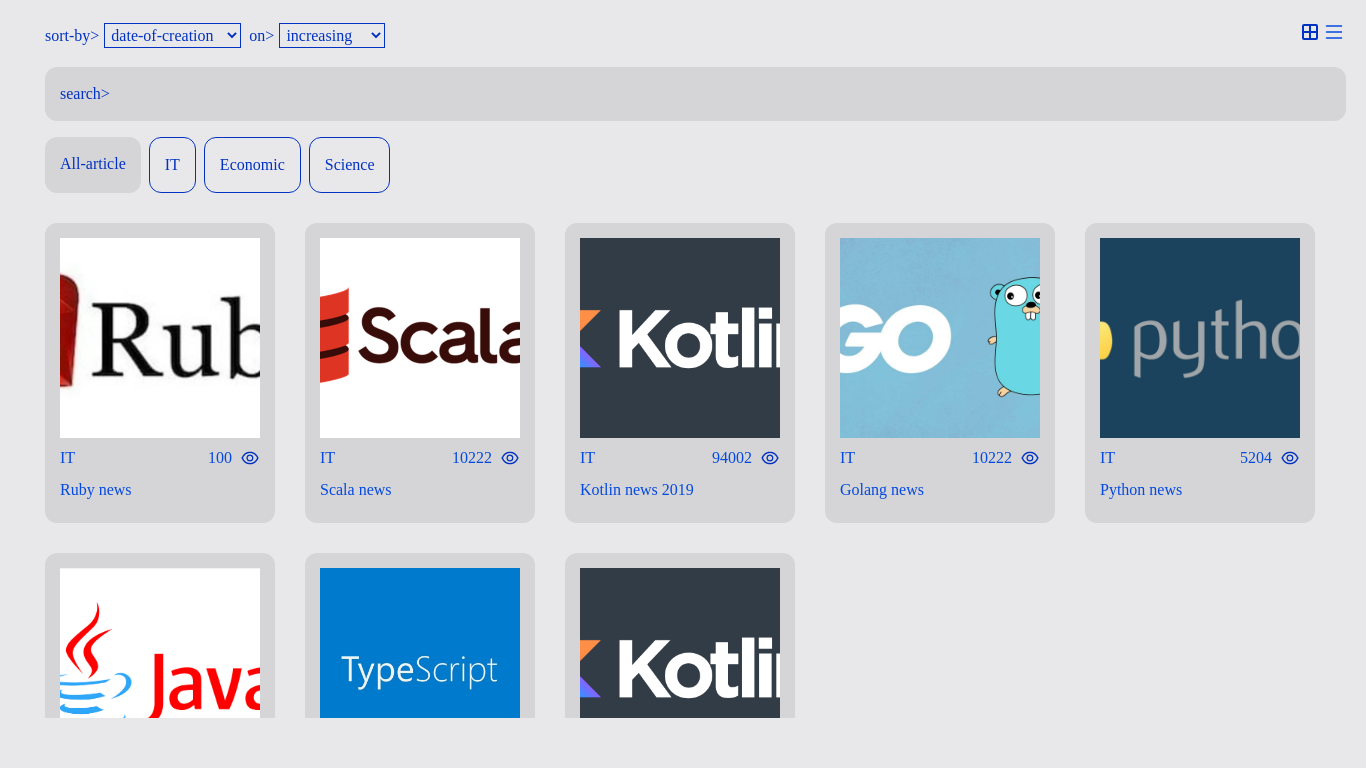 sort-by> date-of-creation on> increasing
search>
All-article IT Economic Science
Rub
Scala
Kotlin
GO
pytho
IT 100
IT 10222
IT 94002
IT 10222
IT 5204
Ruby news
Scala news
Kotlin news 2019
Golang news
Python news
Java
TypeScript
Kotlin